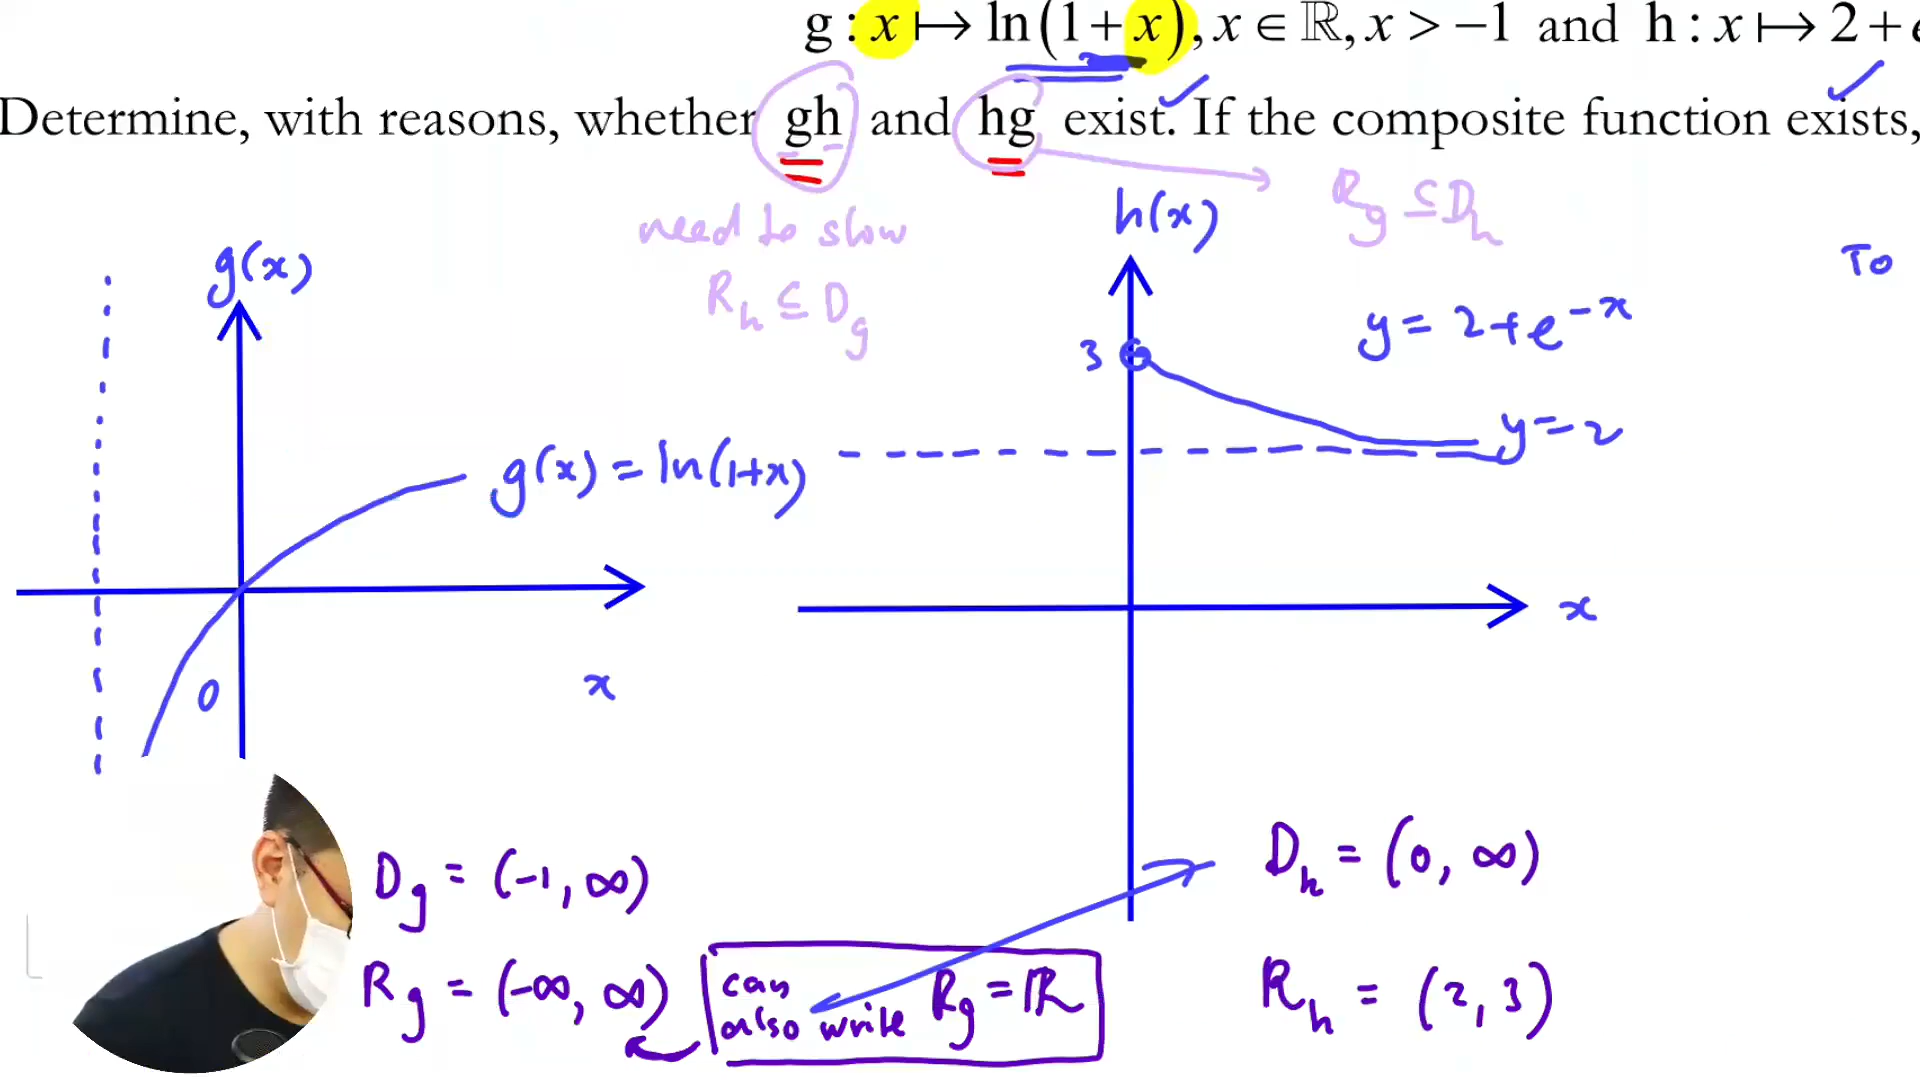 g : x ↦ ln(1+x), x ∈ ℝ, x > −1 and h : x ↦ 2 + e
Determine, with reasons, whether gh and hg exist. If the composite function exists,
need to show
R_h ⊆ D_g
R_g ⊆ D_h
g(x)
h(x)
To
3
y = 2 + e^{-x}
y = 2
g(x) = ln(1+x)
x
0
x
D_g = (-1, ∞)
D_h = (0, ∞)
R_g = (-∞, ∞)
can also write R_g = ℝ
R_h = (2, 3)